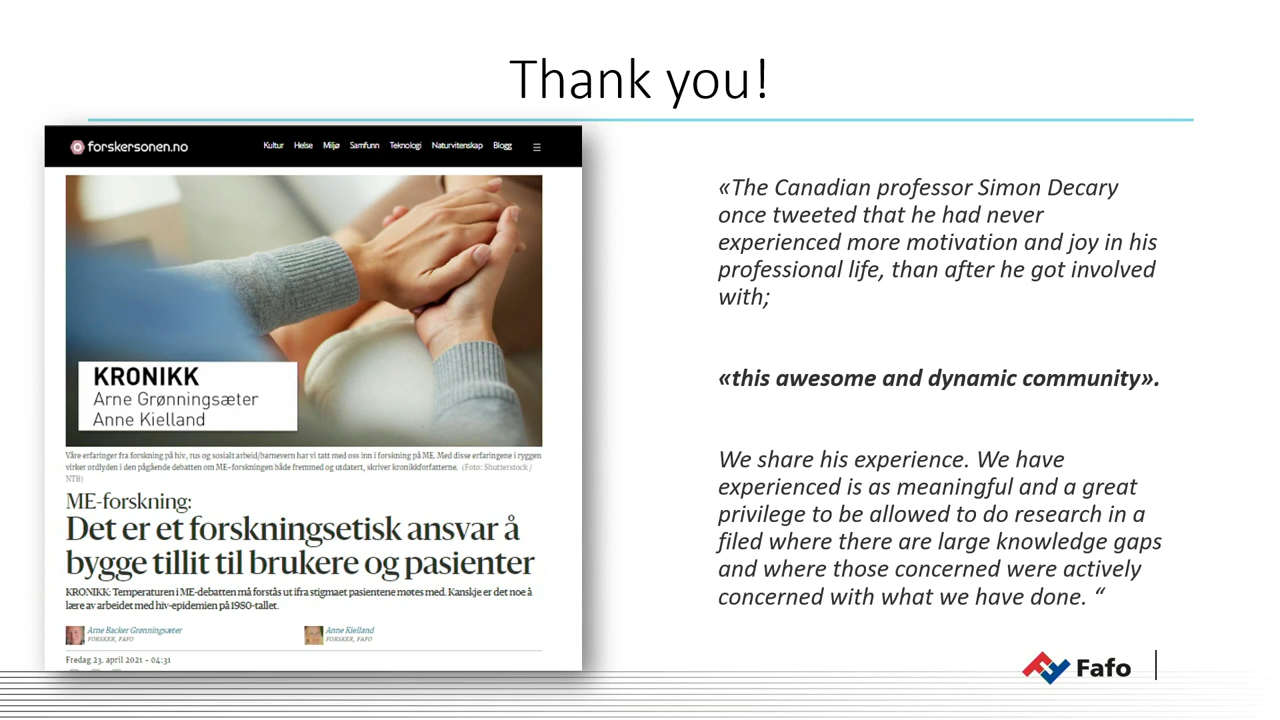 Thank you!
forskersonen.no
Kultur Helse Miljø Samfunn Teknologi Naturvitenskap Blogg
KRONIKK
Arne Grønningsæter
Anne Kielland
Våre erfaringer fra forskning på hiv, rus og sosialt arbeid/barnevern har vi tatt med oss inn i forskning på ME. Med disse erfaringene i ryggen
virker ordlyden i den pågående debatten om ME-forskningen både fremmed og utdatert, skriver kronikkforfatterne. (Foto: Shutterstock /
NTB)
ME-forskning:
Det er et forskningsetisk ansvar å
bygge tillit til brukere og pasienter
KRONIKK: Temperaturen i ME-debatten må forstås ut ifra stigmaet pasientene møtes med. Kanskje er det noe å
lære av arbeidet med hiv-epidemien på 1980-tallet.
Arne Backer Grønningsæter
FORSKER, FAFO
Anne Kielland
FORSKER, FAFO
Fredag 23. april 2021 - 04:31
«The Canadian professor Simon Decary
once tweeted that he had never
experienced more motivation and joy in his
professional life, than after he got involved
with;
«this awesome and dynamic community».
We share his experience. We have
experienced is as meaningful and a great
privilege to be allowed to do research in a
filed where there are large knowledge gaps
and where those concerned were actively
concerned with what we have done. “
Fafo